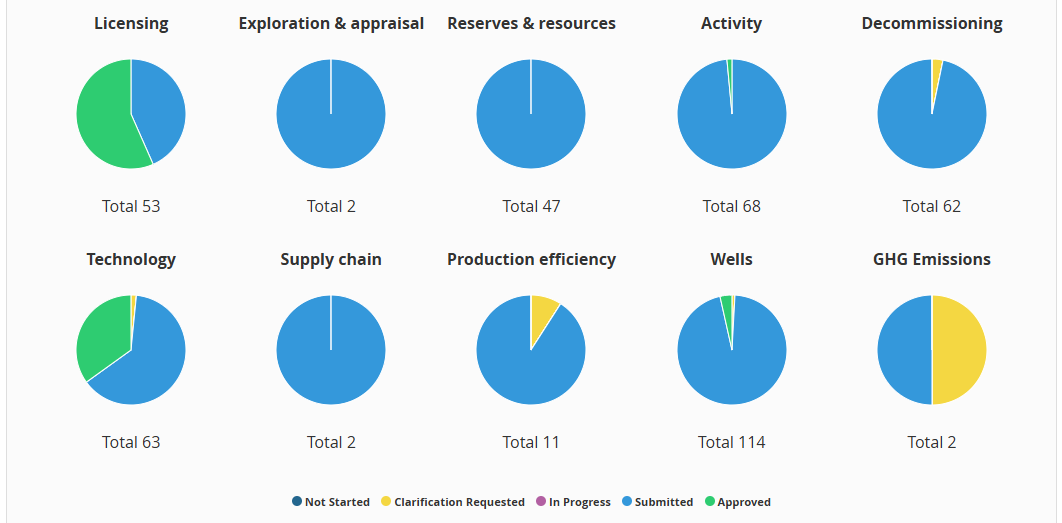 Licensing
Exploration & appraisal
Reserves & resources
Activity
Decommissioning
Total 53
Total 2
Total 47
Total 68
Total 62
Technology
Supply chain
Production efficiency
Wells
GHG Emissions
Total 63
Total 2
Total 11
Total 114
Total 2
Not Started
Clarification Requested
In Progress
Submitted
Approved